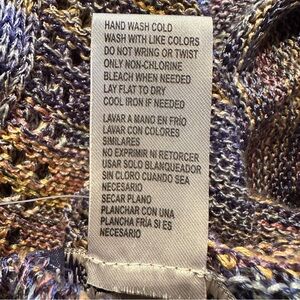 HAND WASH COLD
WASH WITH LIKE COLORS
DO NOT WRING OR TWIST
ONLY NON-CHLORINE
BLEACH WHEN NEEDED
LAY FLAT TO DRY
COOL IRON IF NEEDED
LAVAR A MANO EN FRÍO
LAVAR CON COLORES
SIMILARES
NO EXPRIMIR NI RETORCER
USAR SOLO BLANQUEADOR
SIN CLORO CUANDO SEA
NECESARIO
SECAR PLANO
PLANCHAR CON UNA
PLANCHA FRÍA SI ES
NECESARIO